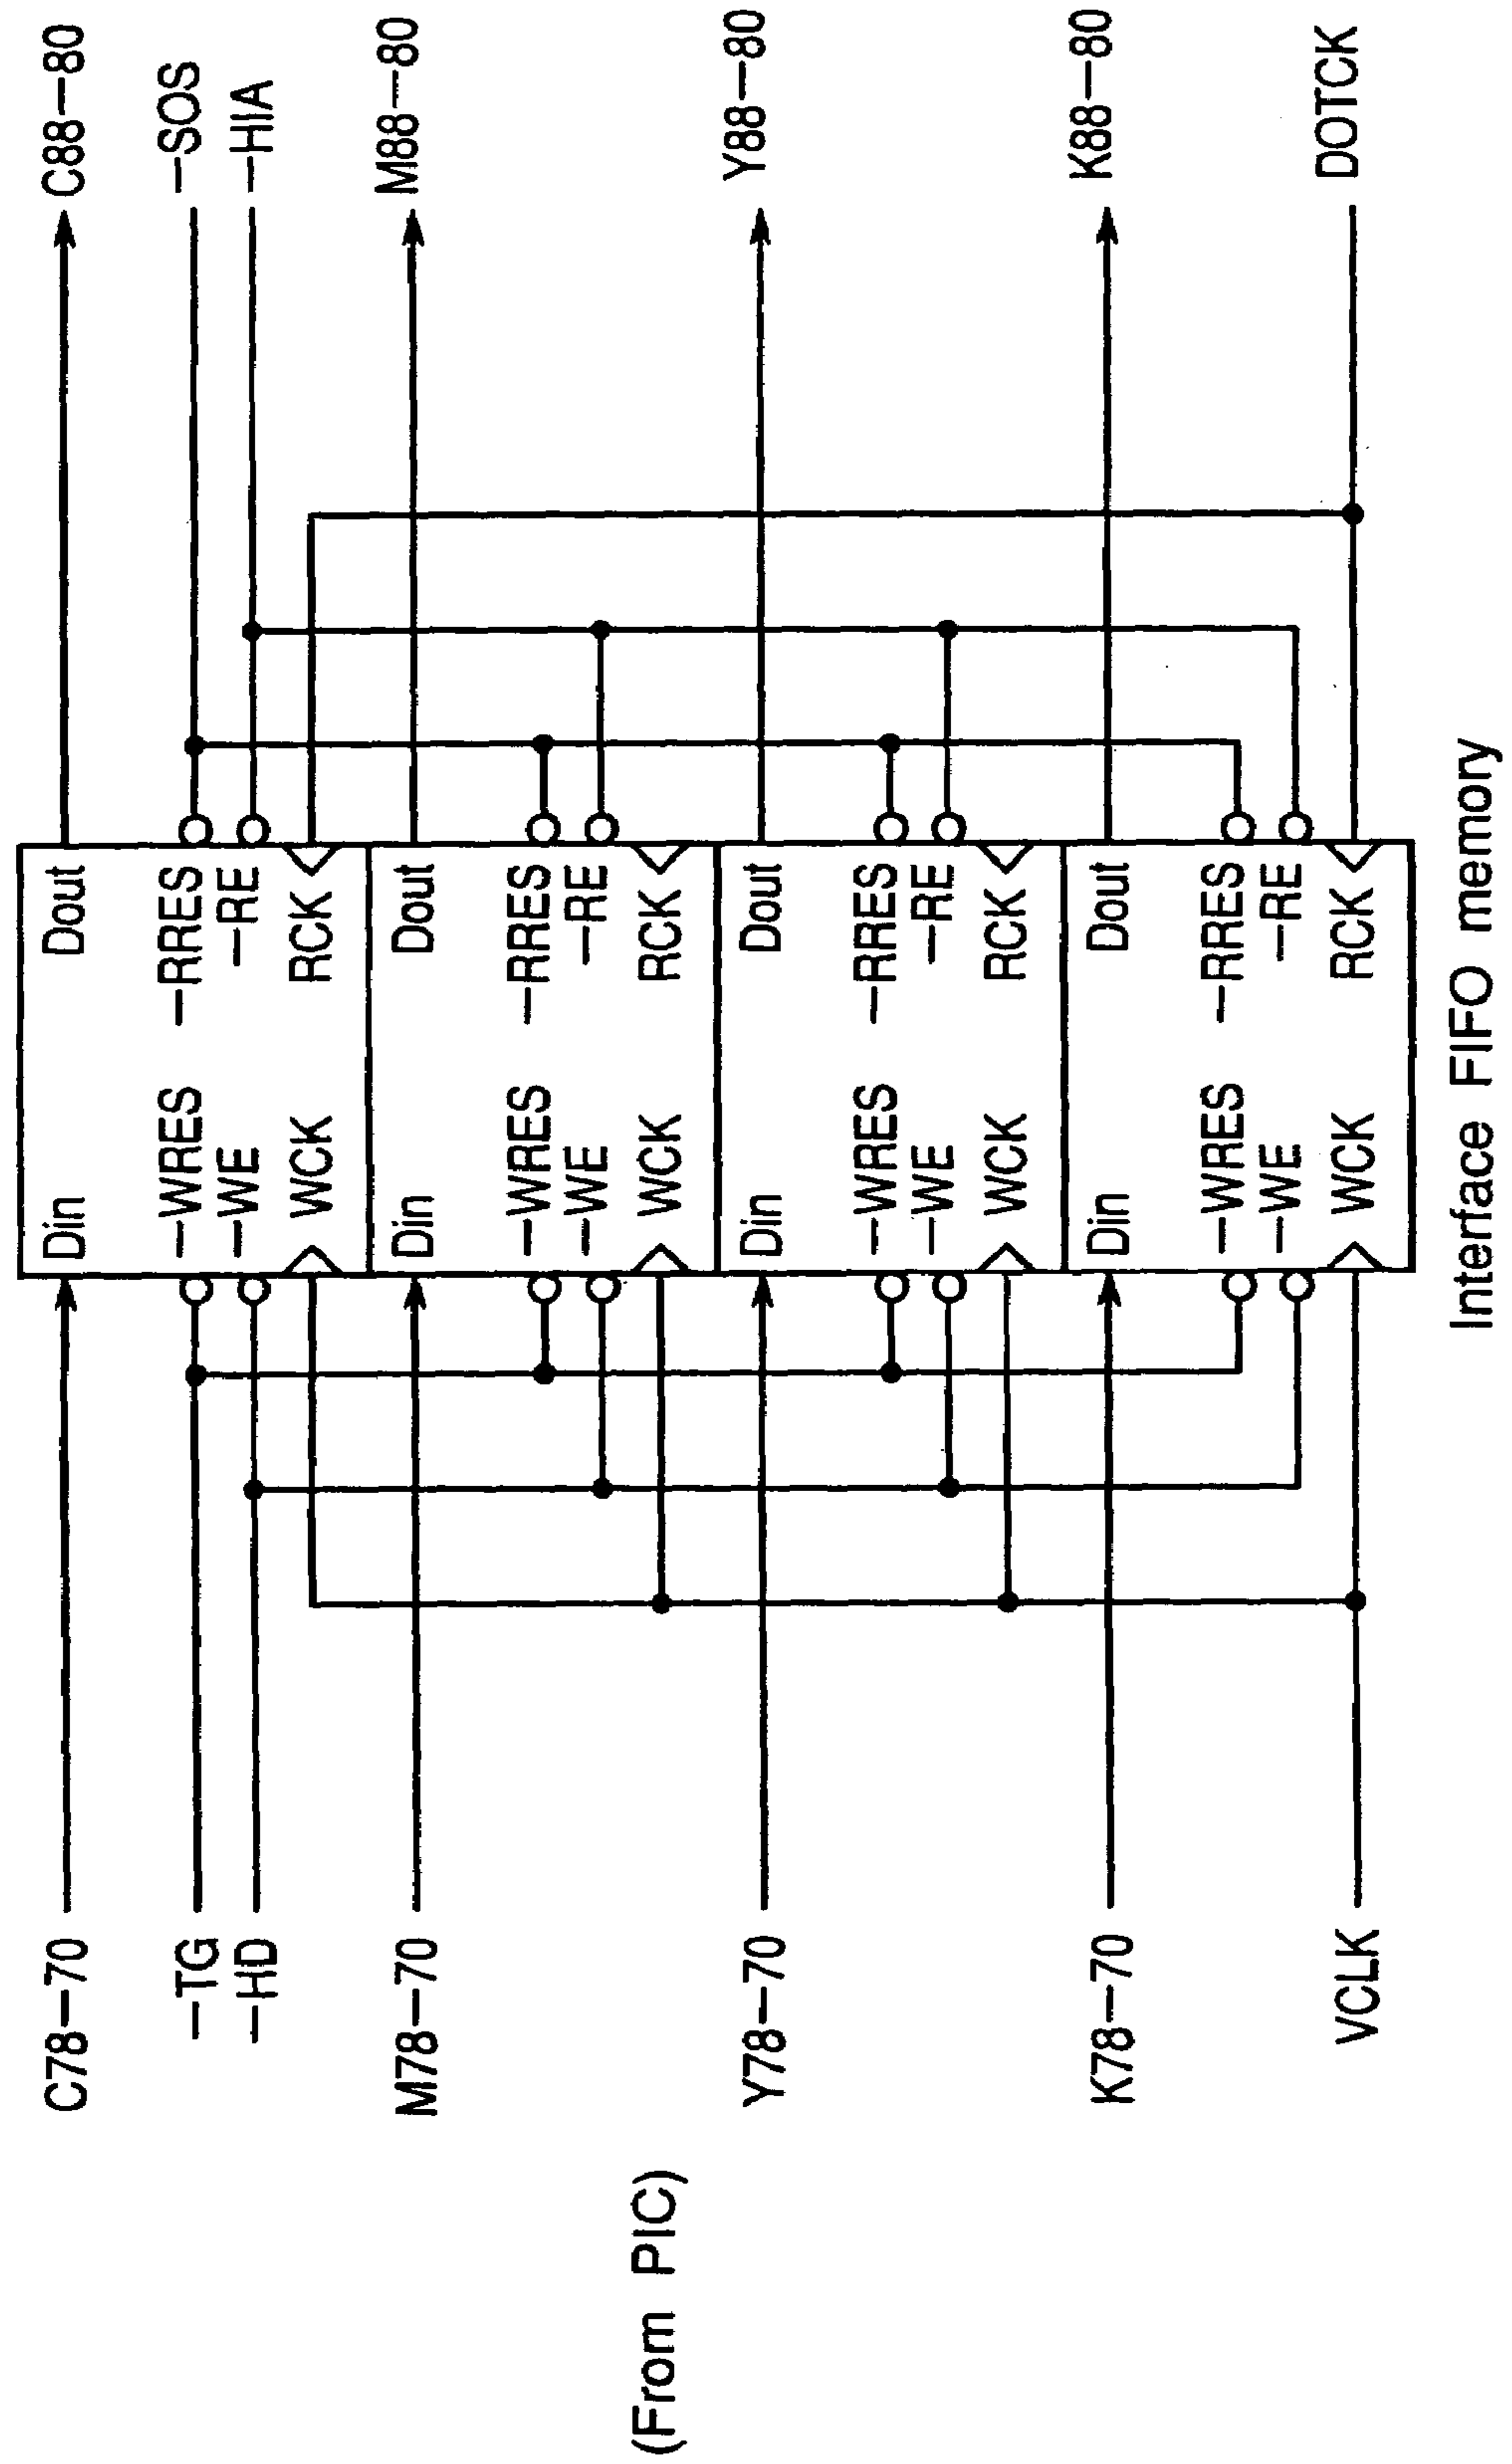 C78-70
-TG
-HD
M78-70
(From PIC)
Y78-70
K78-70
VCLK
Din
Dout
-WRES
-RRES
-WE
-RE
WCK
RCK
Din
Dout
-WRES
-RRES
-WE
-RE
WCK
RCK
Din
Dout
-WRES
-RRES
-WE
-RE
WCK
RCK
Din
Dout
-WRES
-RRES
-WE
-RE
WCK
RCK
C88-80
-SOS
-HIA
M88-80
Y88-80
K88-80
DOTCK
Interface FIFO memory